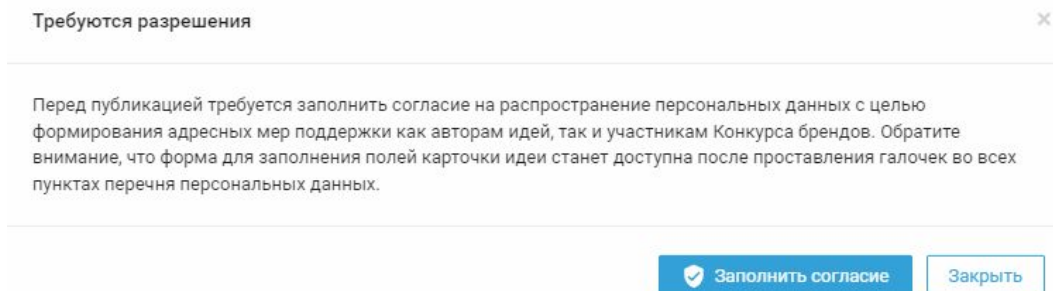 Требуются разрешения
Перед публикацией требуется заполнить согласие на распространение персональных данных с целью
формирования адресных мер поддержки как авторам идей, так и участникам Конкурса брендов. Обратите
внимание, что форма для заполнения полей карточки идеи станет доступна после проставления галочек во всех
пунктах перечня персональных данных.
Заполнить согласие Закрыть